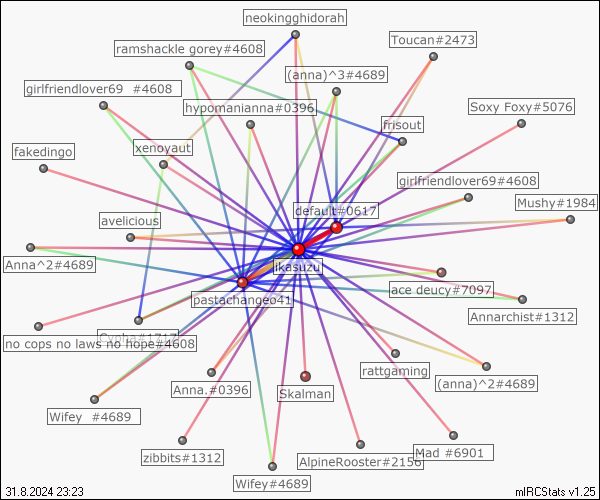 neokingghidorah
Toucan#2473
ramshackle gorey#4608
(anna)^3#4689
girlfriendlover69 #4608
hypomanianna#0396
Soxy Foxy#5076
frisout
xenoyaut
fakedingo
girlfriendlover69#4608
Mushy#1984
default#0617
avelicious
Anna^2#4689
ikasuzu
ace deucy#7097
pastachangeo41
Annarchist#1312
no cops no laws no hope#4608
rattgaming
(anna)^2#4689
Anna.#0396
Skalman
Wifey #4689
Mad #6901
zibbits#1312
AlpineRooster#2156
Wifey#4689
31.8.2024 23:23
mIRCStats v1.25